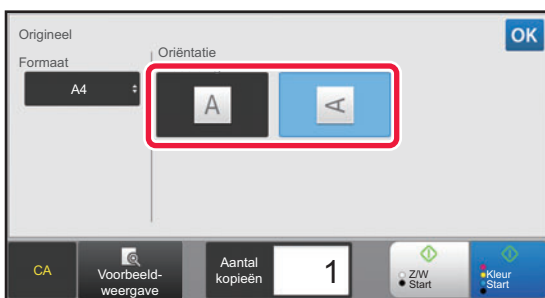 Origineel
OK
Formaat
Oriëntatie
A4
A
A
CA
Voorbeeld-
weergave
Aantal
kopieën
1
Z/W
Start
Kleur
Start